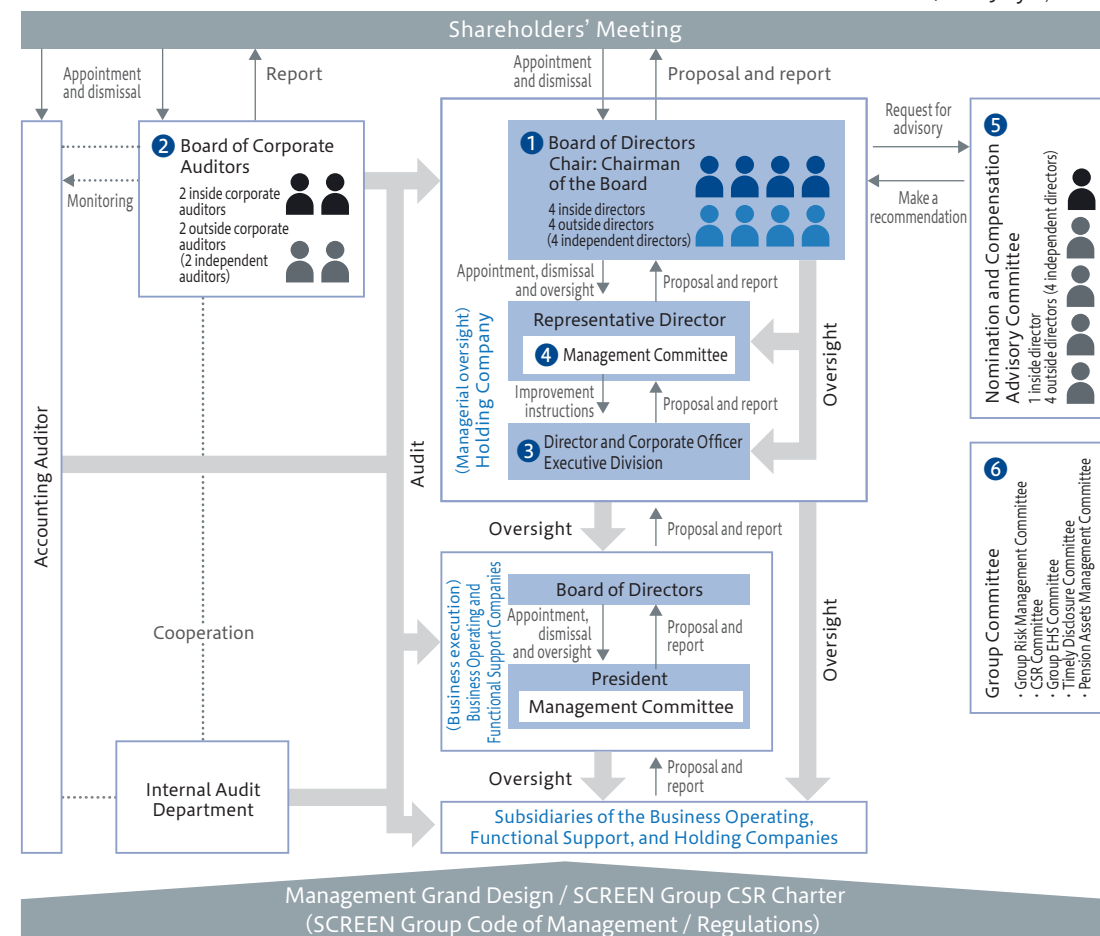 Shareholders' Meeting
Appointment
and dismissal
Report
Appointment
and dismissal
Proposal and report
2 Board of Corporate
Auditors
2 inside corporate
auditors
2 outside corporate
auditors
(2 independent
auditors)
Monitoring
1 Board of Directors
Chair: Chairman
of the Board
4 inside directors
4 outside directors
(4 independent directors)
Request for
advisory
Make a
recommendation
5
Nomination and Compensation
Advisory Committee
1 inside director
4 outside directors (4 independent directors)
Appointment, dismissal
and oversight
Proposal and report
Representative Director
4 Management Committee
Improvement
instructions
Proposal and report
3 Director and Corporate Officer
Executive Division
(Managerial oversight)
Holding Company
Oversight
Accounting Auditor
Audit
6
Group Committee
・Group Risk Management Committee
・CSR Committee
・Group EHS Committee
・Timely Disclosure Committee
・Pension Assets Management Committee
Oversight
Proposal and report
(Business execution)
Business Operating and
Functional Support Companies
Board of Directors
Appointment,
dismissal
and oversight
Proposal and
report
President
Management Committee
Oversight
Cooperation
Internal Audit
Department
Oversight
Proposal and
report
Subsidiaries of the Business Operating,
Functional Support, and Holding Companies
Management Grand Design / SCREEN Group CSR Charter
(SCREEN Group Code of Management / Regulations)